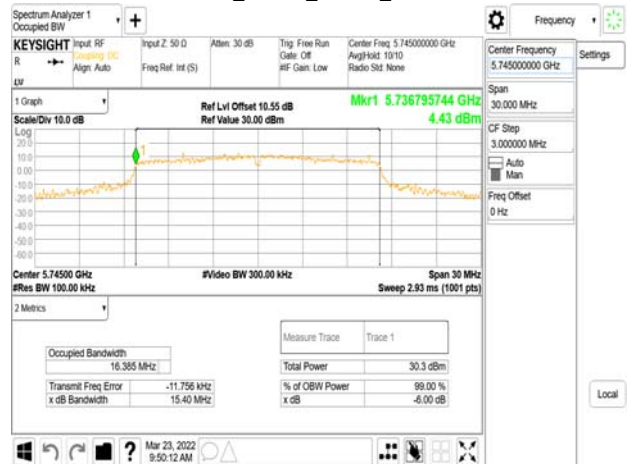 Spectrum Analyzer 1
Occupied BW
+
Frequency
KEYSIGHT
Input: RF
Coupling: DC
Align: Auto
Input Z: 50 Ω
Freq Ref: Int (S)
Atten: 30 dB
Trig: Free Run
Gate: Off
#IF Gain: Low
Center Freq: 5.745000000 GHz
Avg|Hold: 10/10
Radio Std: None
R
1 Graph
Scale/Div 10.0 dB
Ref Lvl Offset 10.55 dB
Ref Value 30.00 dBm
Mkr1 5.736795744 GHz
4.43 dBm
Log
20.0
10.0
0.00
-10.0
-20.0
-30.0
-40.0
-50.0
-60.0
1
Center 5.74500 GHz
#Res BW 100.00 kHz
#Video BW 300.00 kHz
Span 30 MHz
Sweep 2.93 ms (1001 pts)
2 Metrics
Measure Trace Trace 1
Occupied Bandwidth
16.385 MHz
Total Power 30.3 dBm
Transmit Freq Error -11.756 kHz
% of OBW Power 99.00 %
x dB Bandwidth 15.40 MHz
x dB -6.00 dB
Center Frequency
5.745000000 GHz
Settings
Span
30.000 MHz
CF Step
3.000000 MHz
Auto
Man
Freq Offset
0 Hz
Local
?
Mar 23, 2022
9:50:12 AM